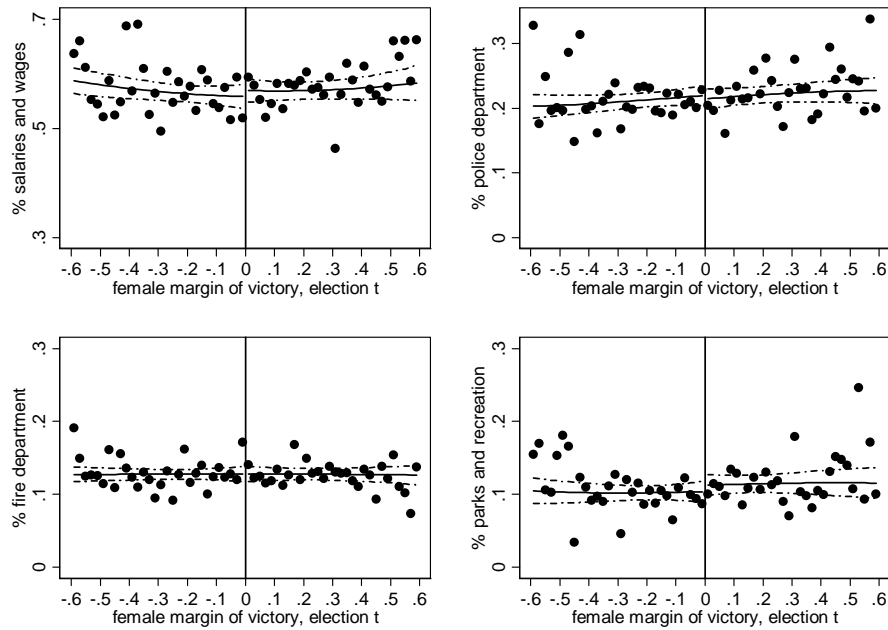 % salaries and wages
.7
.5
.3
-.6 -.5 -.4 -.3 -.2 -.1 0 .1 .2 .3 .4 .5 .6
female margin of victory, election t
% police department
.3
.2
.1
0
-.6 -.5 -.4 -.3 -.2 -.1 0 .1 .2 .3 .4 .5 .6
female margin of victory, election t
% fire department
.3
.2
.1
0
-.6 -.5 -.4 -.3 -.2 -.1 0 .1 .2 .3 .4 .5 .6
female margin of victory, election t
% parks and recreation
.3
.2
.1
0
-.6 -.5 -.4 -.3 -.2 -.1 0 .1 .2 .3 .4 .5 .6
female margin of victory, election t